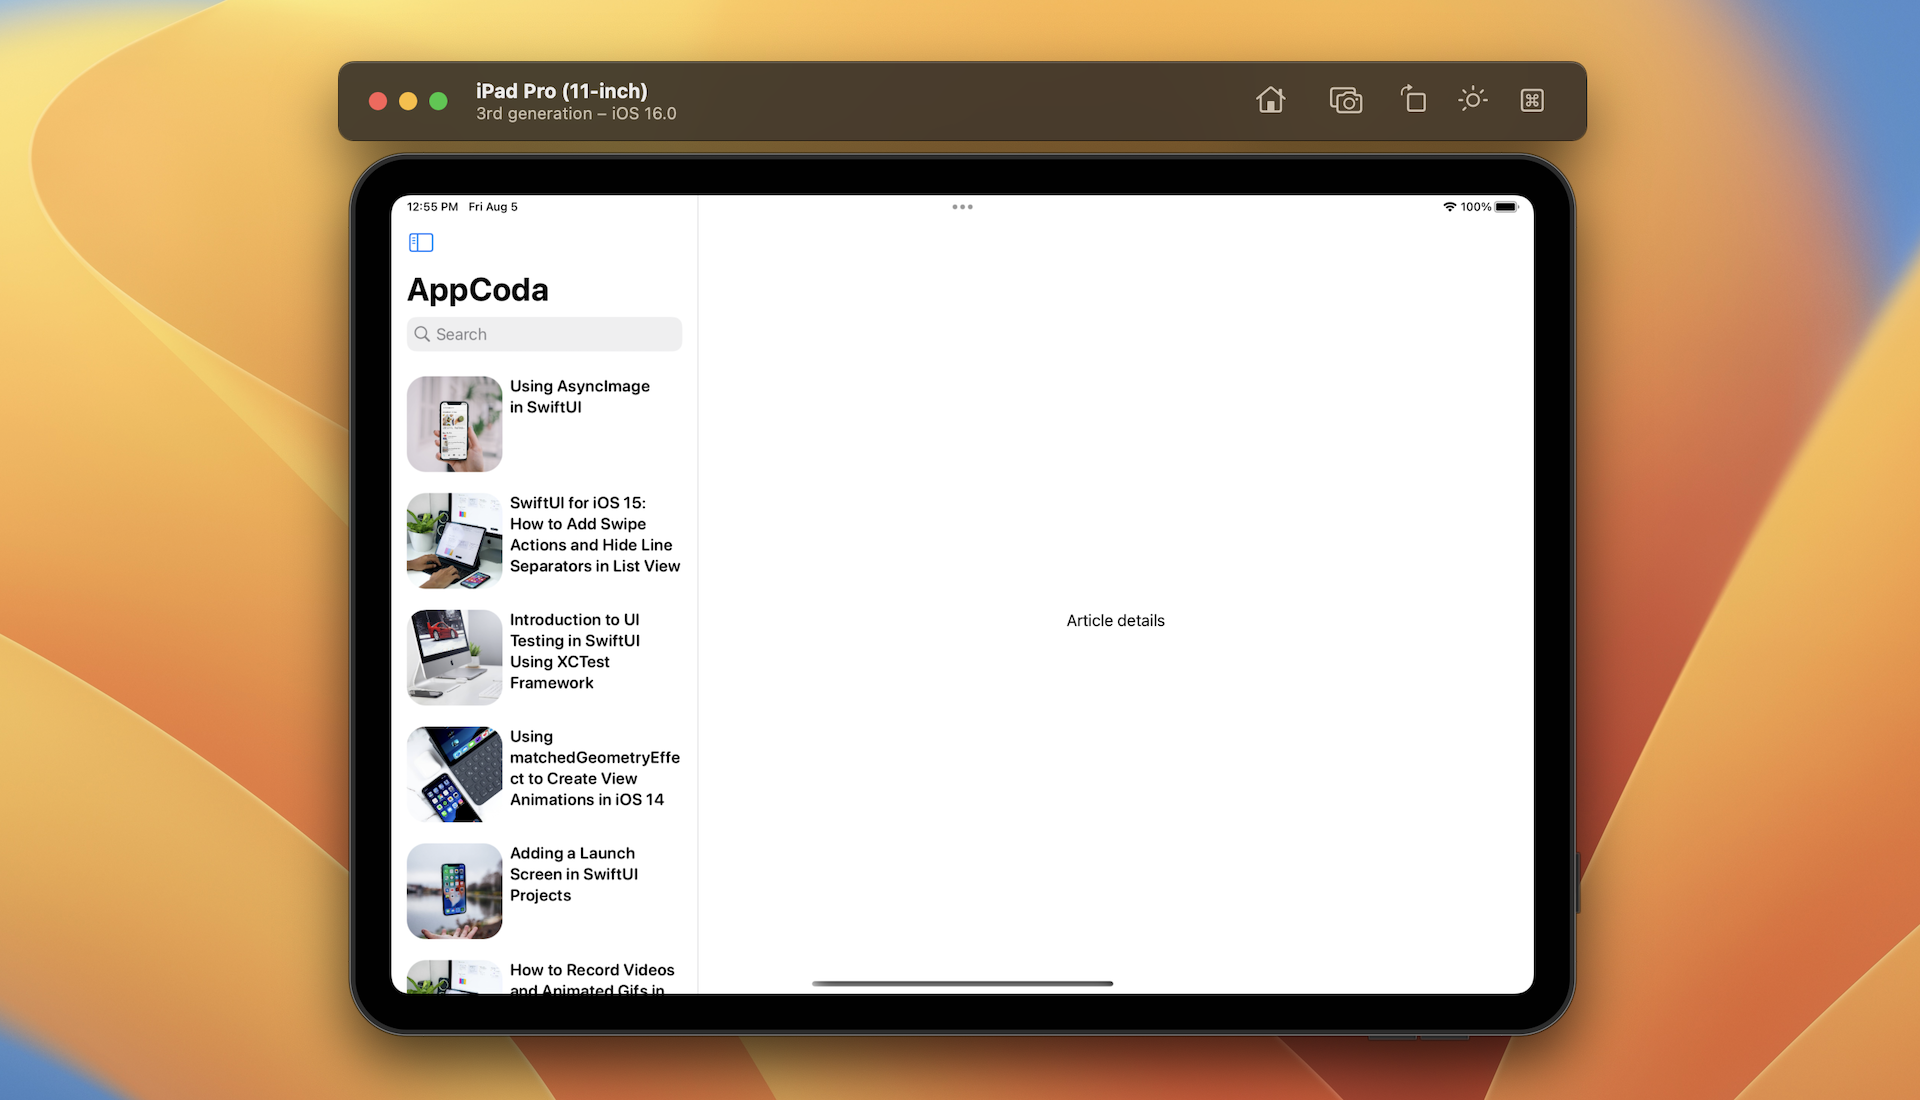 iPad Pro (11-inch)
3rd generation – iOS 16.0
12:55 PM Fri Aug 5
100%
AppCoda
Search
Using AsyncImage
in SwiftUI
SwiftUI for iOS 15:
How to Add Swipe
Actions and Hide Line
Separators in List View
Introduction to UI
Testing in SwiftUI
Using XCTest
Framework
Using
matchedGeometryEffe
ct to Create View
Animations in iOS 14
Adding a Launch
Screen in SwiftUI
Projects
How to Record Videos
and Animated Gifs in
Article details